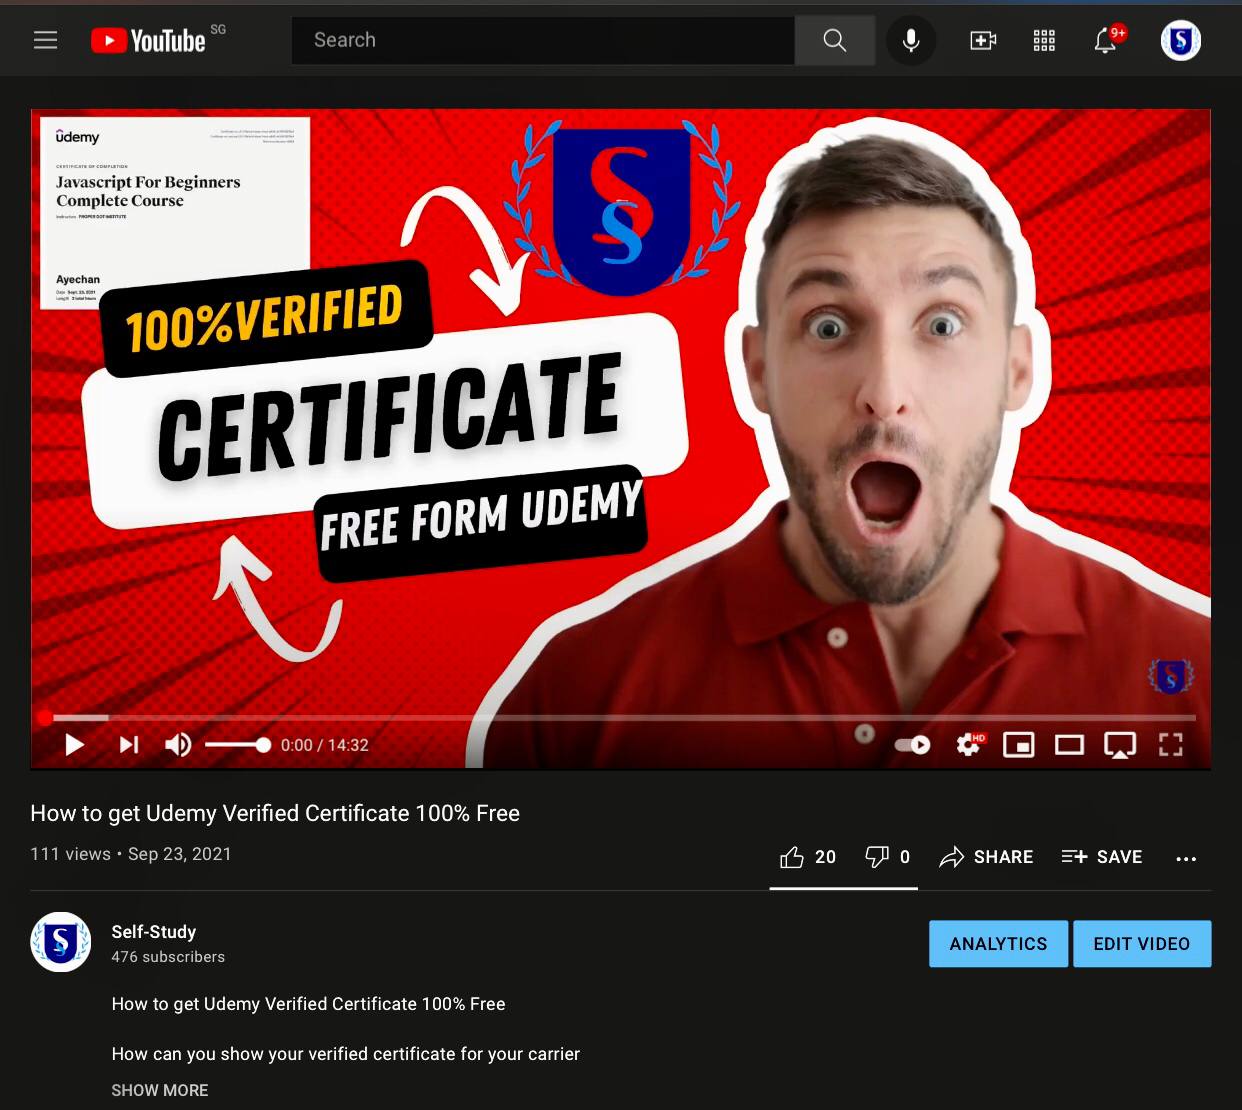 YouTube SG
Search
9+
S
udemy
CERTIFICATE OF COMPLETION
Javascript For Beginners
Complete Course
Instructors PROPER DOT INSTITUTE
Ayechan
Date Sept. 23, 2021
Length 3 total hours
S
S
100%VERIFIED
CERTIFICATE
FREE FORM UDEMY
0:00 / 14:32
HD
How to get Udemy Verified Certificate 100% Free
111 views • Sep 23, 2021
20
0
SHARE
SAVE
Self-Study
476 subscribers
ANALYTICS
EDIT VIDEO
How to get Udemy Verified Certificate 100% Free
How can you show your verified certificate for your carrier
SHOW MORE